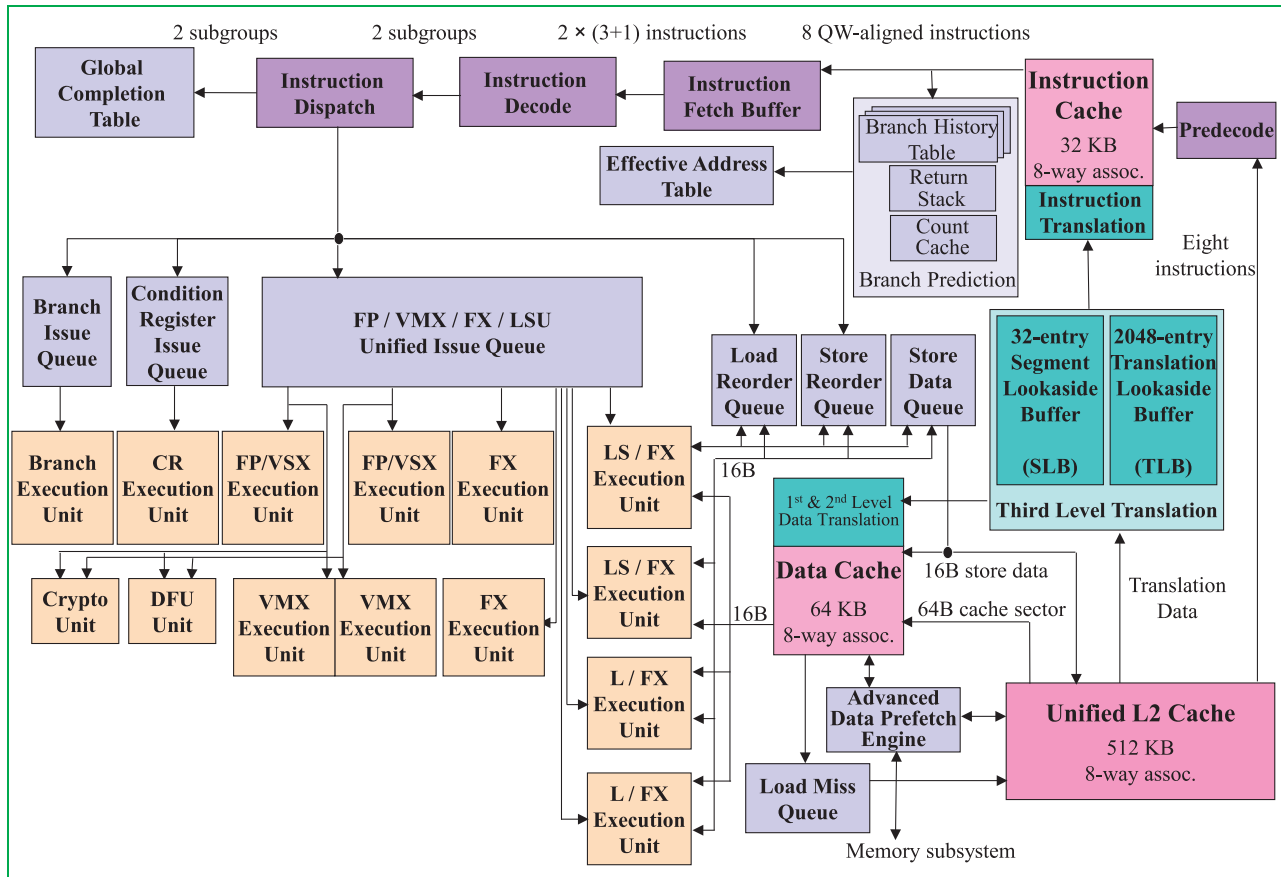 2 subgroups
2 subgroups
2 × (3+1) instructions
8 QW-aligned instructions
Global
Completion
Table
Instruction
Dispatch
Instruction
Decode
Instruction
Fetch Buffer
Instruction
Cache
32 KB
8-way assoc.
Instruction
Translation
Predecode
Branch History
Table
Return
Stack
Count
Cache
Branch Prediction
Effective Address
Table
Eight
instructions
Branch
Issue
Queue
Condition
Register
Issue
Queue
FP / VMX / FX / LSU
Unified Issue Queue
Load
Reorder
Queue
Store
Reorder
Queue
Store
Data
Queue
32-entry
Segment
Lookaside
Buffer
(SLB)
2048-entry
Translation
Lookaside
Buffer
(TLB)
Third Level Translation
Branch
Execution
Unit
CR
Execution
Unit
FP/VSX
Execution
Unit
FP/VSX
Execution
Unit
FX
Execution
Unit
LS / FX
Execution
Unit
16B
1st & 2nd Level
Data Translation
Data Cache
64 KB
8-way assoc.
16B store data
64B cache sector
Translation
Data
Crypto
Unit
DFU
Unit
VMX
Execution
Unit
VMX
Execution
Unit
FX
Execution
Unit
LS / FX
Execution
Unit
16B
L / FX
Execution
Unit
Advanced
Data Prefetch
Engine
Unified L2 Cache
512 KB
8-way assoc.
L / FX
Execution
Unit
Load Miss
Queue
Memory subsystem